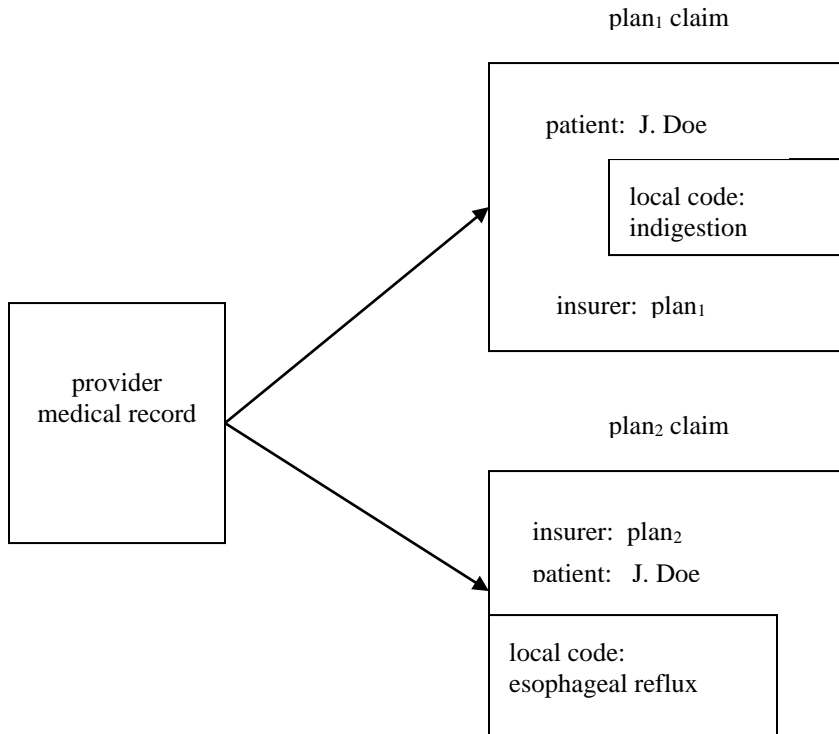 plan₁ claim
patient: J. Doe
local code:
indigestion
insurer: plan₁
provider
medical record
plan₂ claim
insurer: plan₂
patient: J. Doe
local code:
esophageal reflux